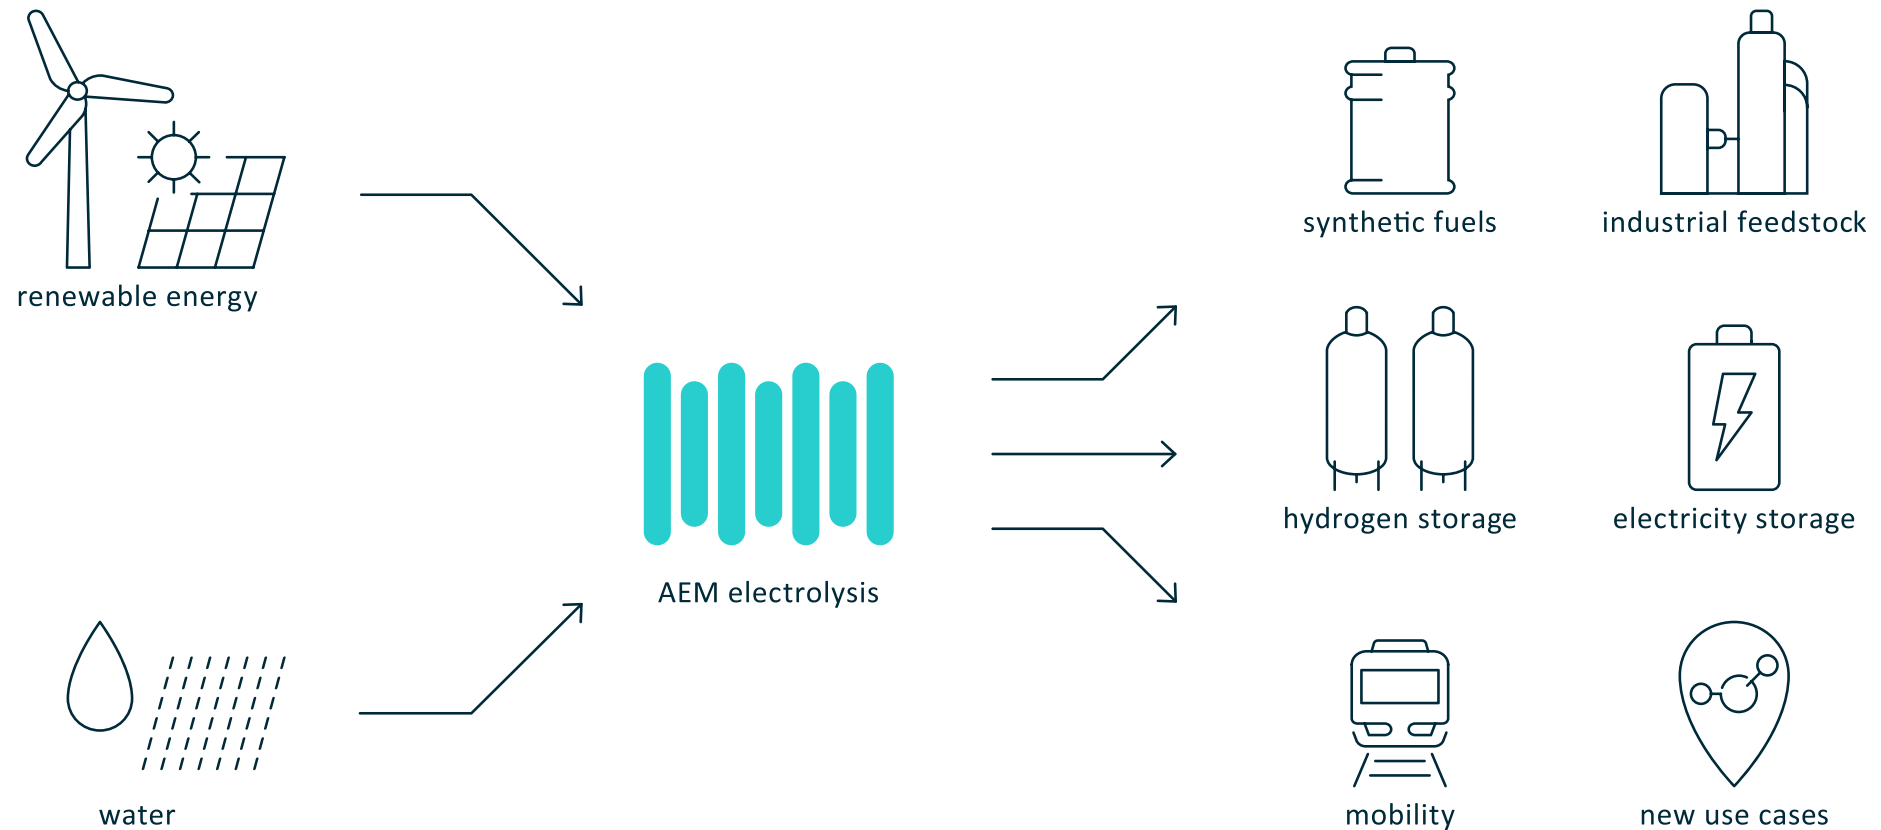 renewable energy
water
AEM electrolysis
synthetic fuels
industrial feedstock
hydrogen storage
electricity storage
mobility
new use cases